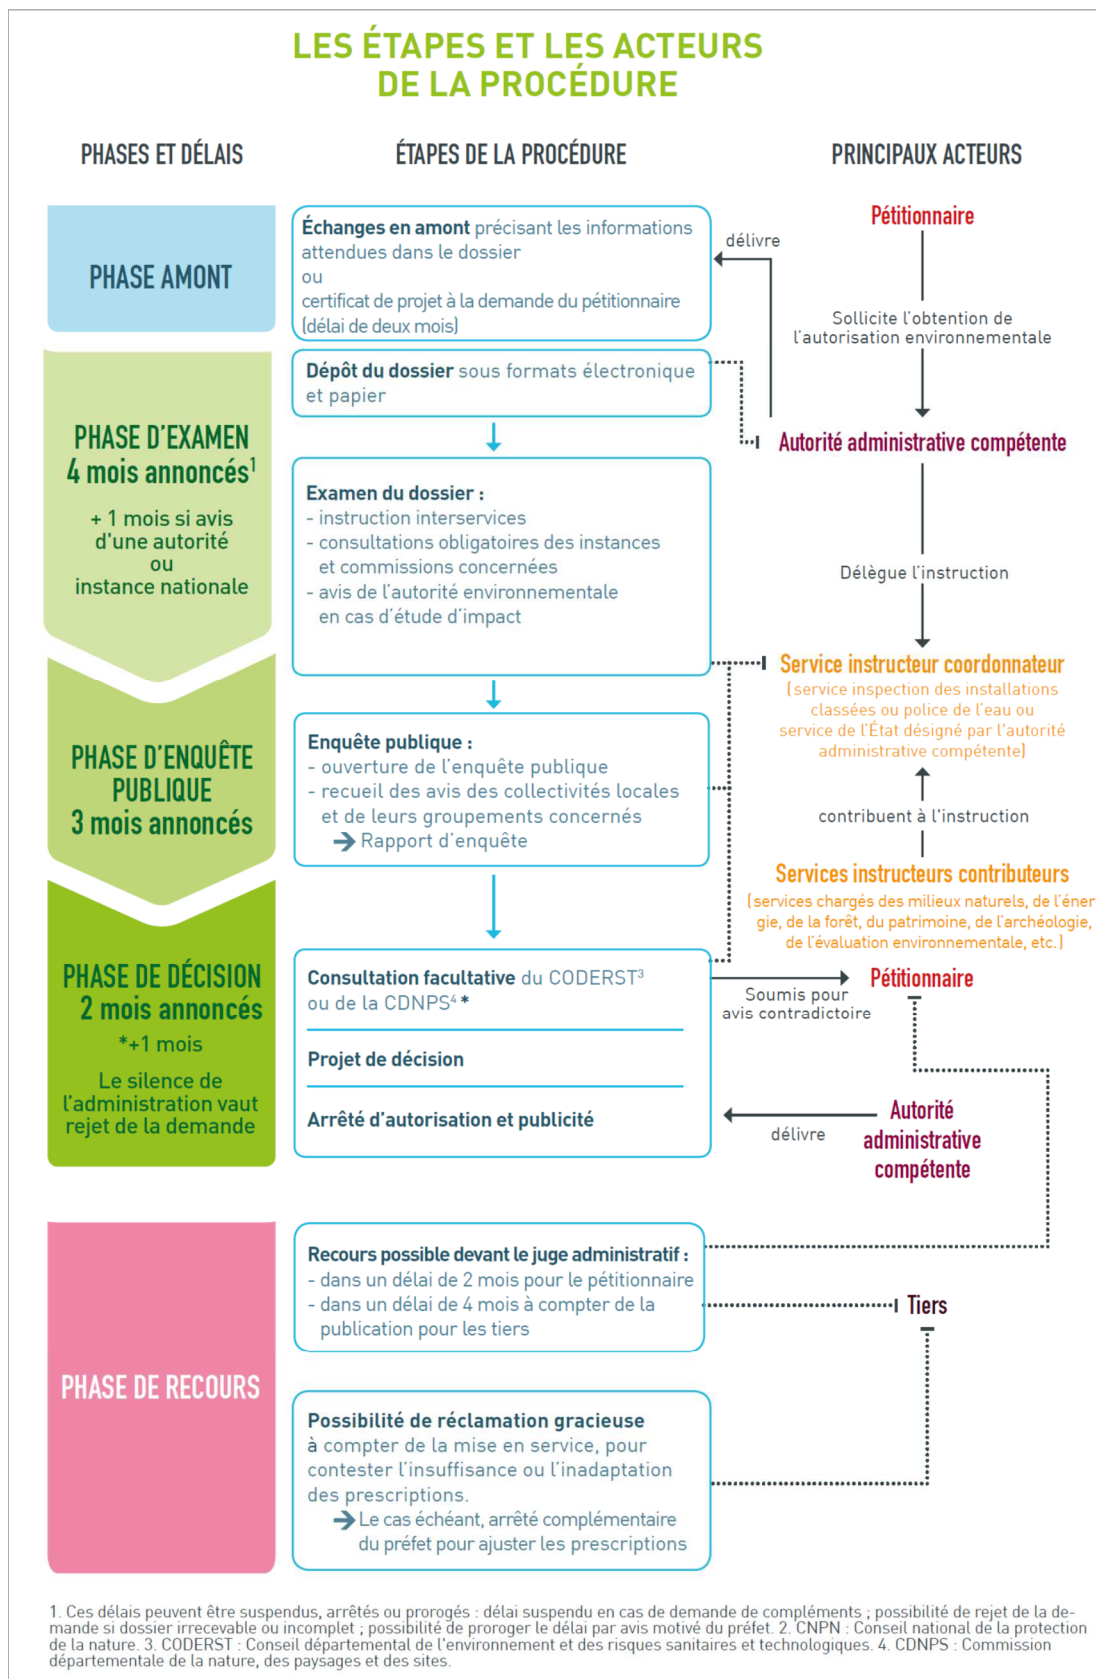 LES ÉTAPES ET LES ACTEURS
DE LA PROCÉDURE
PHASES ET DÉLAIS
ÉTAPES DE LA PROCÉDURE
PRINCIPAUX ACTEURS
PHASE AMONT
Échanges en amont précisant les informations
attendues dans le dossier
ou
certificat de projet à la demande du pétitionnaire
(délai de deux mois)
délivre
Pétitionnaire
Sollicite l'obtention de
l'autorisation environnementale
Dépôt du dossier sous formats électronique
et papier
Autorité administrative compétente
PHASE D'EXAMEN
4 mois annoncés1
+ 1 mois si avis
d'une autorité
ou
instance nationale
Examen du dossier :
- instruction interservices
- consultations obligatoires des instances
et commissions concernées
- avis de l'autorité environnementale
en cas d'étude d'impact
Délègue l'instruction
Service instructeur coordonnateur
(service inspection des installations
classées ou police de l'eau ou
service de l'État désigné par l'autorité
administrative compétente)
PHASE D'ENQUÊTE
PUBLIQUE
3 mois annoncés
Enquête publique :
- ouverture de l'enquête publique
- recueil des avis des collectivités locales
et de leurs groupements concernés
➔ Rapport d'enquête
contribuent à l'instruction
Services instructeurs contributeurs
(services chargés des milieux naturels, de l'éner
gie, de la forêt, du patrimoine, de l'archéologie,
de l'évaluation environnementale, etc.)
PHASE DE DÉCISION
2 mois annoncés
*+1 mois
Le silence de
l'administration vaut
rejet de la demande
Consultation facultative du CODERST3
ou de la CDNPS4 *
Projet de décision
Arrêté d'autorisation et publicité
Soumis pour
avis contradictoire
Pétitionnaire
délivre
Autorité
administrative
compétente
PHASE DE RECOURS
Recours possible devant le juge administratif :
- dans un délai de 2 mois pour le pétitionnaire
- dans un délai de 4 mois à compter de la
publication pour les tiers
Tiers
Possibilité de réclamation gracieuse
à compter de la mise en service, pour
contester l'insuffisance ou l'inadaptation
des prescriptions.
➔ Le cas échéant, arrêté complémentaire
du préfet pour ajuster les prescriptions
1. Ces délais peuvent être suspendus, arrêtés ou prorogés : délai suspendu en cas de demande de compléments ; possibilité de rejet de la de-
mande si dossier irrecevable ou incomplet ; possibilité de proroger le délai par avis motivé du préfet. 2. CNPN : Conseil national de la protection
de la nature. 3. CODERST : Conseil départemental de l'environnement et des risques sanitaires et technologiques. 4. CDNPS : Commission
départementale de la nature, des paysages et des sites.